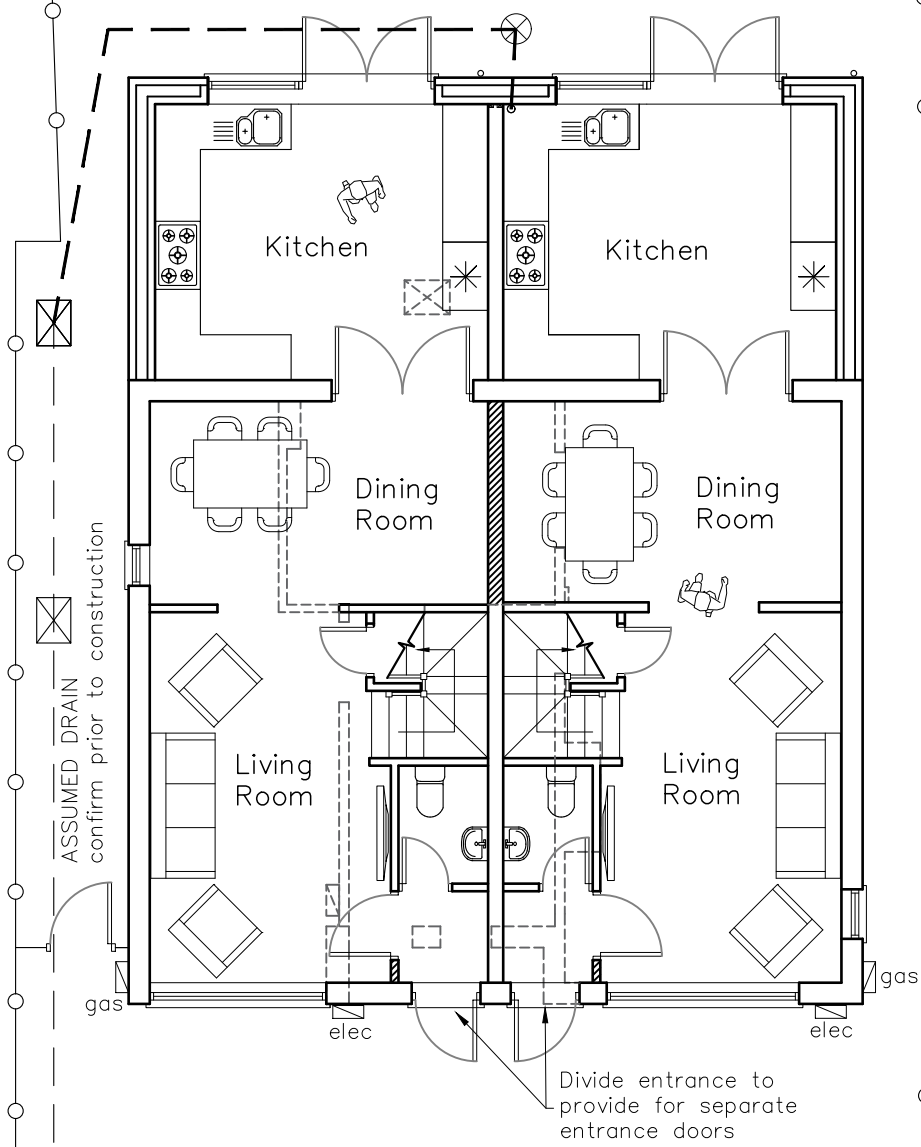 Kitchen
Kitchen
Dining
Room
Dining
Room
ASSUMED DRAIN
confirm prior to construction
Living
Room
Living
Room
gas
elec
gas
elec
Divide entrance to
provide for separate
entrance doors